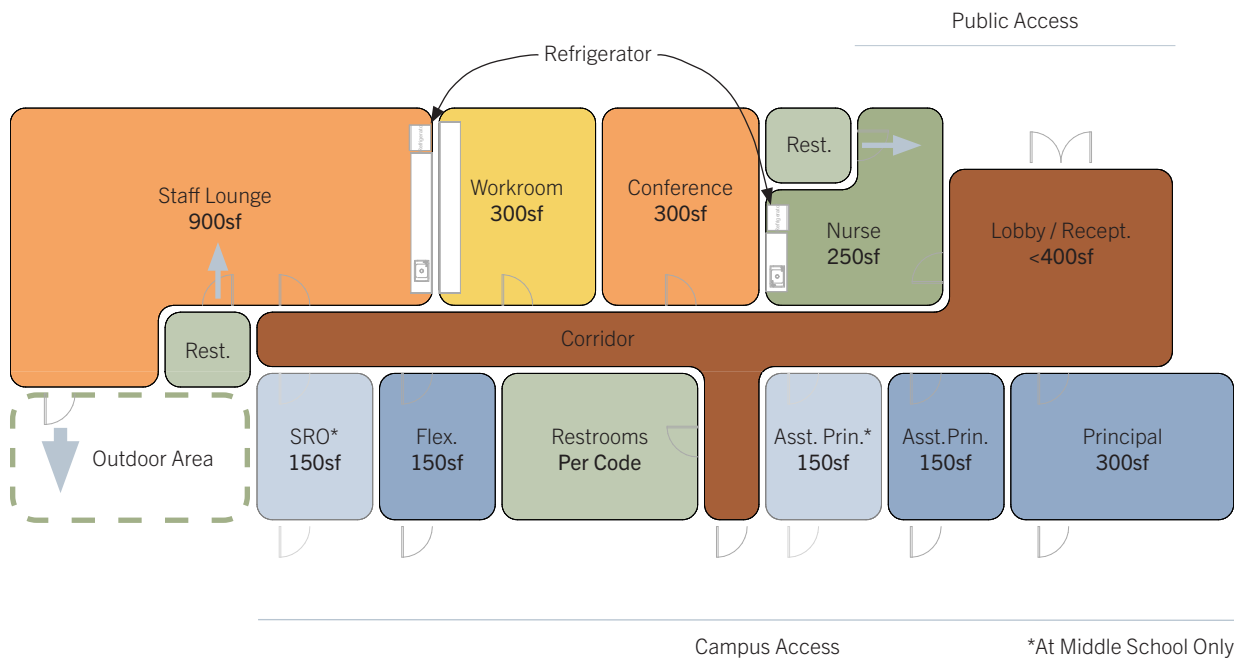 Public Access
Refrigerator
Refrigerator
Refrigerator
Rest.
Staff Lounge
900sf
Workroom
300sf
Conference
300sf
Nurse
250sf
Lobby / Recept.
<400sf
Rest.
Corridor
Outdoor Area
SRO*
150sf
Flex.
150sf
Restrooms
Per Code
Asst. Prin.*
150sf
Asst.Prin.
150sf
Principal
300sf
Campus Access
*At Middle School Only